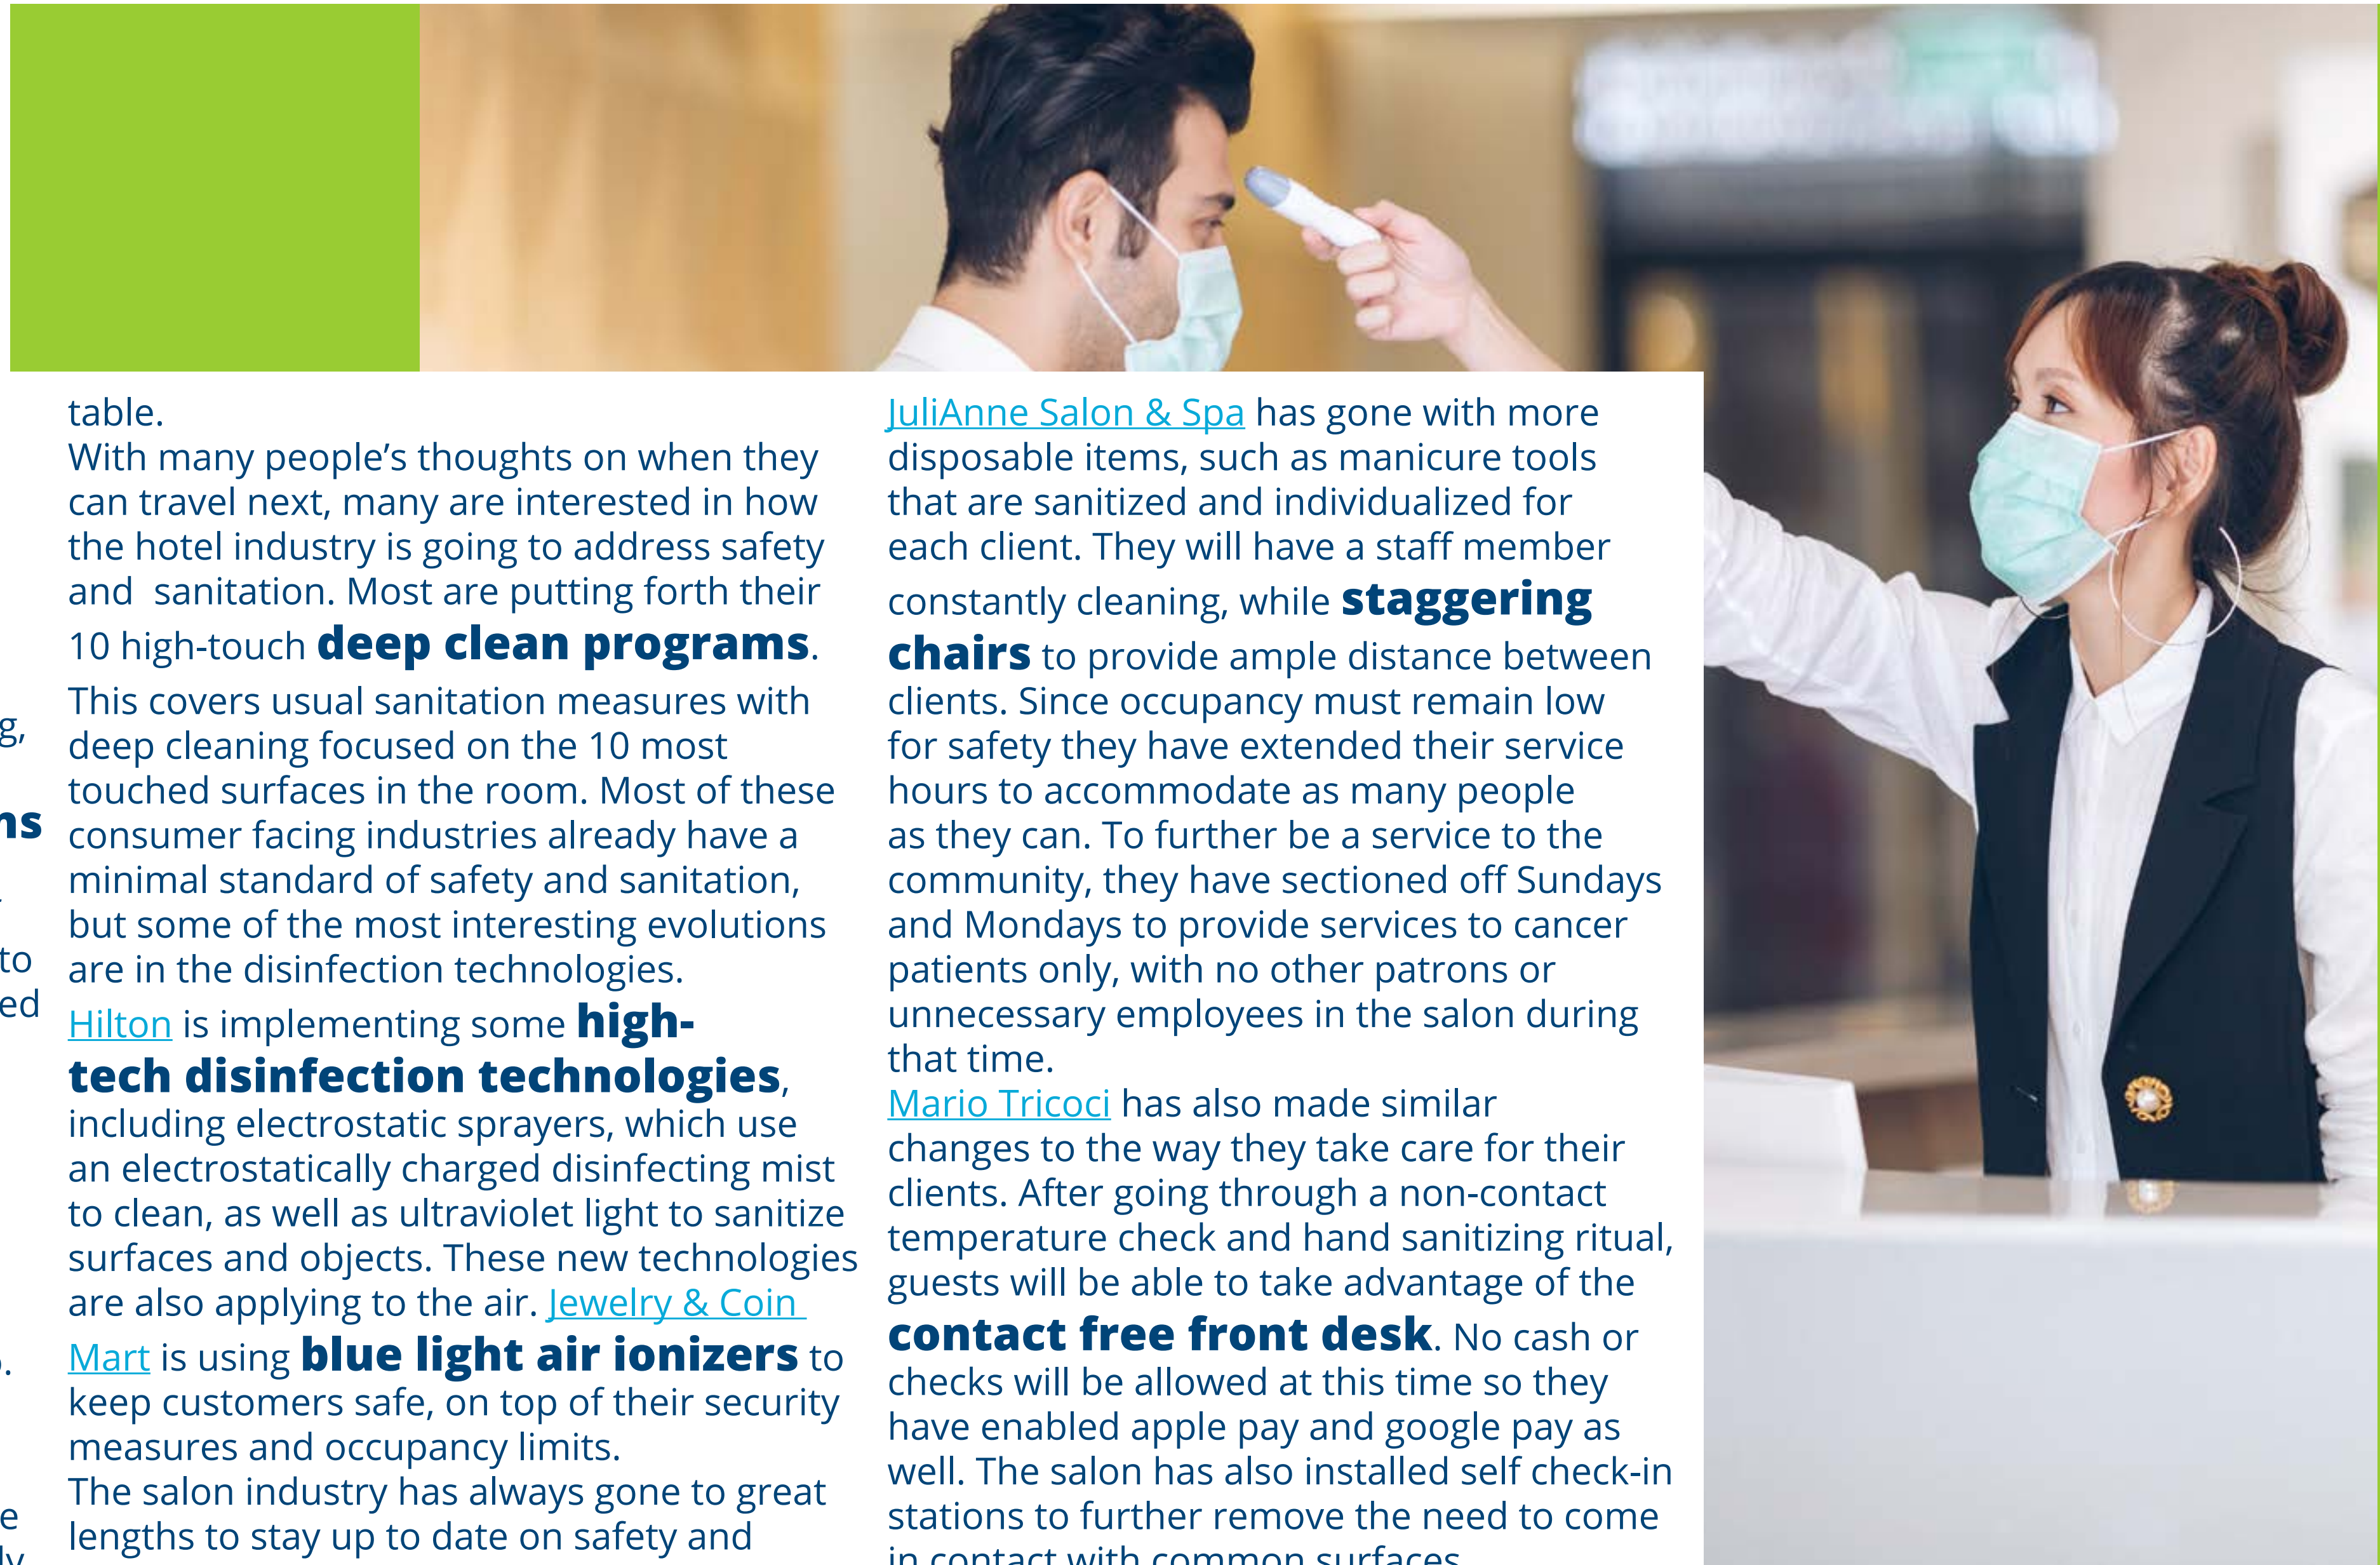 g,
ns
to
ed
e
ly
table.
With many people’s thoughts on when they
can travel next, many are interested in how
the hotel industry is going to address safety
and  sanitation. Most are putting forth their
10 high-touch deep clean programs.
This covers usual sanitation measures with
deep cleaning focused on the 10 most
touched surfaces in the room. Most of these
consumer facing industries already have a
minimal standard of safety and sanitation,
but some of the most interesting evolutions
are in the disinfection technologies.
Hilton is implementing some high-
tech disinfection technologies,
including electrostatic sprayers, which use
an electrostatically charged disinfecting mist
to clean, as well as ultraviolet light to sanitize
surfaces and objects. These new technologies
are also applying to the air. Jewelry & Coin
Mart is using blue light air ionizers to
keep customers safe, on top of their security
measures and occupancy limits.
The salon industry has always gone to great
lengths to stay up to date on safety and
JuliAnne Salon & Spa has gone with more
disposable items, such as manicure tools
that are sanitized and individualized for
each client. They will have a staff member
constantly cleaning, while staggering
chairs to provide ample distance between
clients. Since occupancy must remain low
for safety they have extended their service
hours to accommodate as many people
as they can. To further be a service to the
community, they have sectioned off Sundays
and Mondays to provide services to cancer
patients only, with no other patrons or
unnecessary employees in the salon during
that time.
Mario Tricoci has also made similar
changes to the way they take care for their
clients. After going through a non-contact
temperature check and hand sanitizing ritual,
guests will be able to take advantage of the
contact free front desk. No cash or
checks will be allowed at this time so they
have enabled apple pay and google pay as
well. The salon has also installed self check-in
stations to further remove the need to come
in contact with common surfaces.